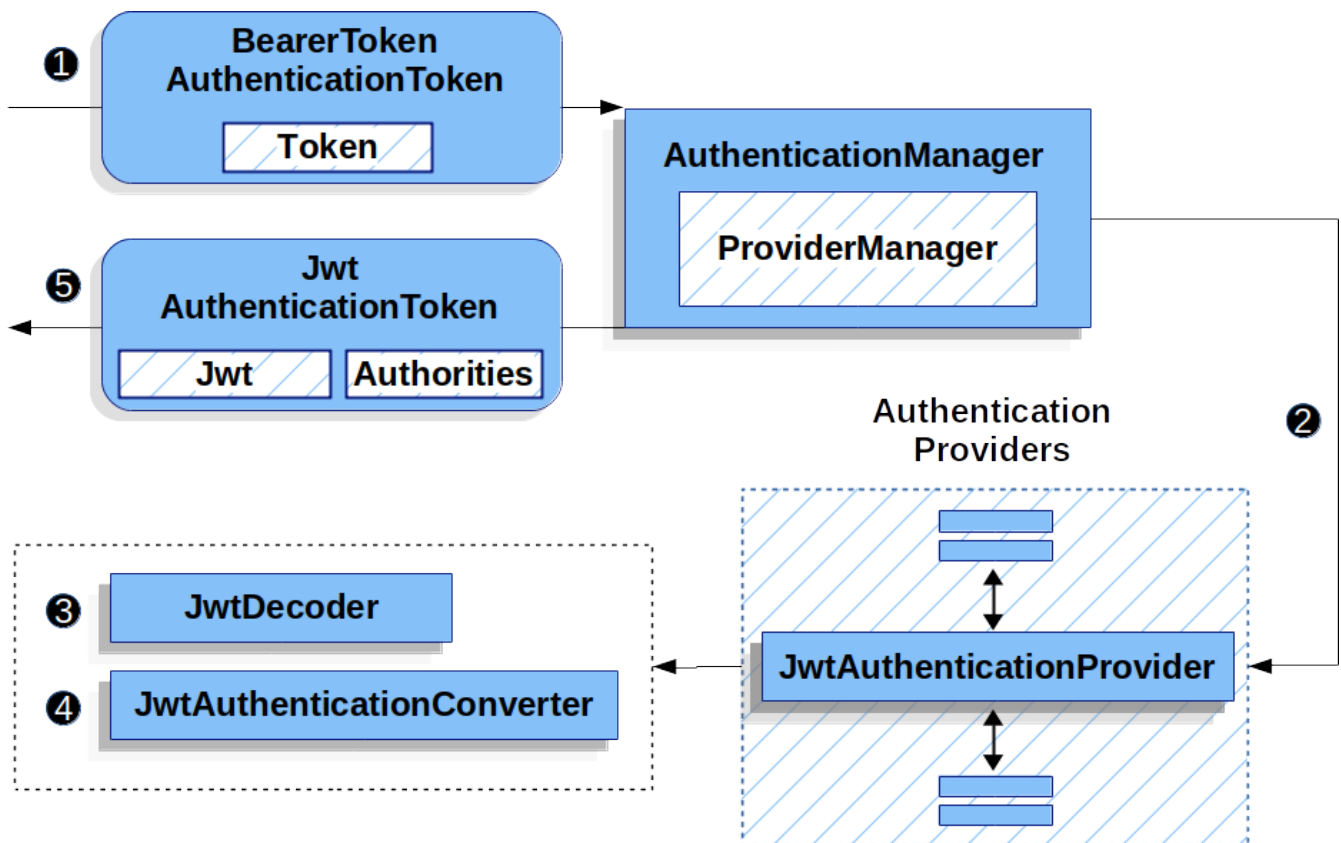 ❶
BearerToken
AuthenticationToken
Token
AuthenticationManager
ProviderManager
❺
Jwt
AuthenticationToken
Jwt
Authorities
Authentication
Providers
❷
❸
JwtDecoder
❹
JwtAuthenticationConverter
JwtAuthenticationProvider